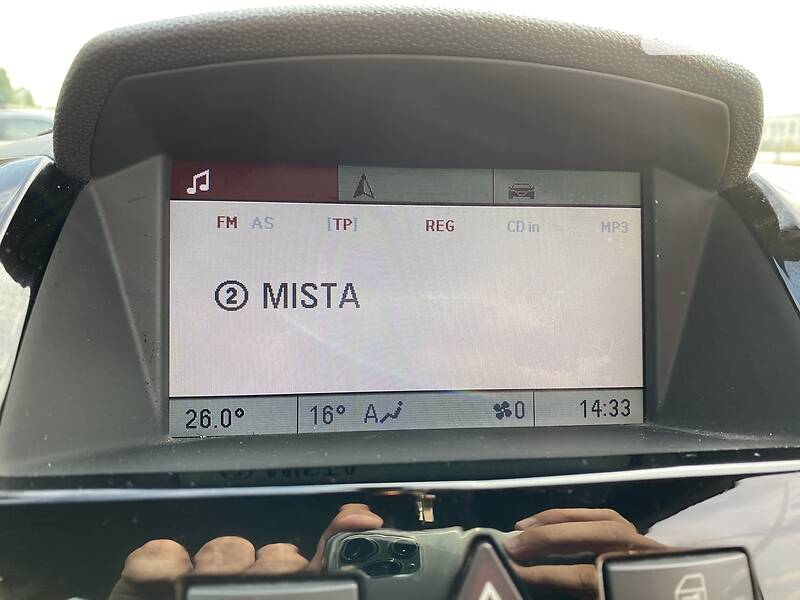 FM AS [TP] REG CD in MP3
② MISTA
26.0° 16° A 0 14:33